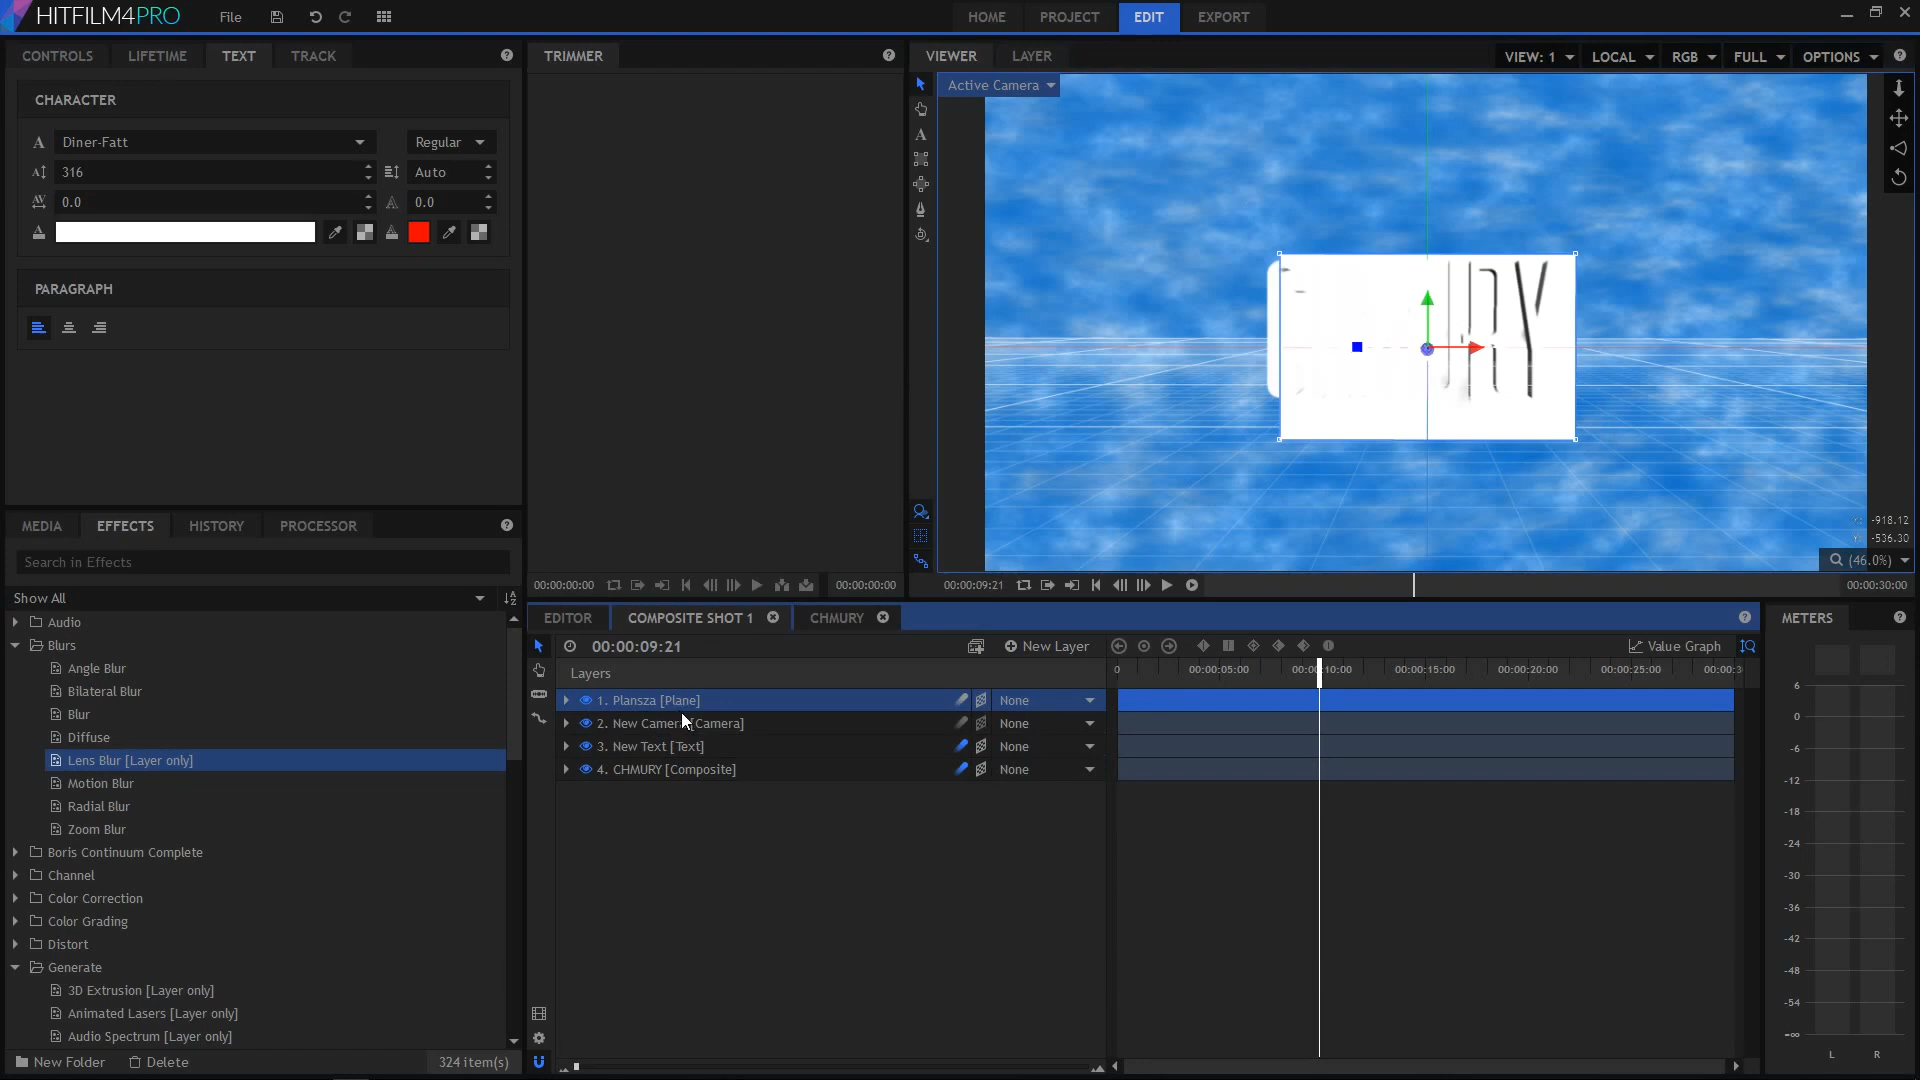 HITFILM4PRO
File
HOME
PROJECT
EDIT
EXPORT
CONTROLS
LIFETIME
TEXT
TRACK
TRIMMER
VIEWER
LAYER
VIEW: 1
LOCAL
RGB
FULL
OPTIONS
Active Camera
CHARACTER
Diner-Fatt
Regular
316
Auto
0.0
0.0
PARAGRAPH
RY
-918.12
Y: -536.30
(46.0%)
MEDIA
EFFECTS
HISTORY
PROCESSOR
Search in Effects
Show All
Audio
Blurs
Angle Blur
Bilateral Blur
Blur
Diffuse
Lens Blur [Layer only]
Motion Blur
Radial Blur
Zoom Blur
Boris Continuum Complete
Channel
Color Correction
Color Grading
Distort
Generate
3D Extrusion [Layer only]
Animated Lasers [Layer only]
Audio Spectrum [Layer only]
New Folder
Delete
324 item(s)
00:00:00:00
00:00:00:00
00:00:09:21
00:00:30:00
EDITOR
COMPOSITE SHOT 1
CHMURY
00:00:09:21
New Layer
Value Graph
Layers
0
00:00:05:00
00:00:10:00
00:00:15:00
00:00:20:00
00:00:25:00
00:00:3
1. Plansza [Plane]
None
2. New Camera [Camera]
None
3. New Text [Text]
None
4. CHMURY [Composite]
None
METERS
6
0
-6
-12
-18
-24
-30
-36
-42
-48
-54
-∞
L
R